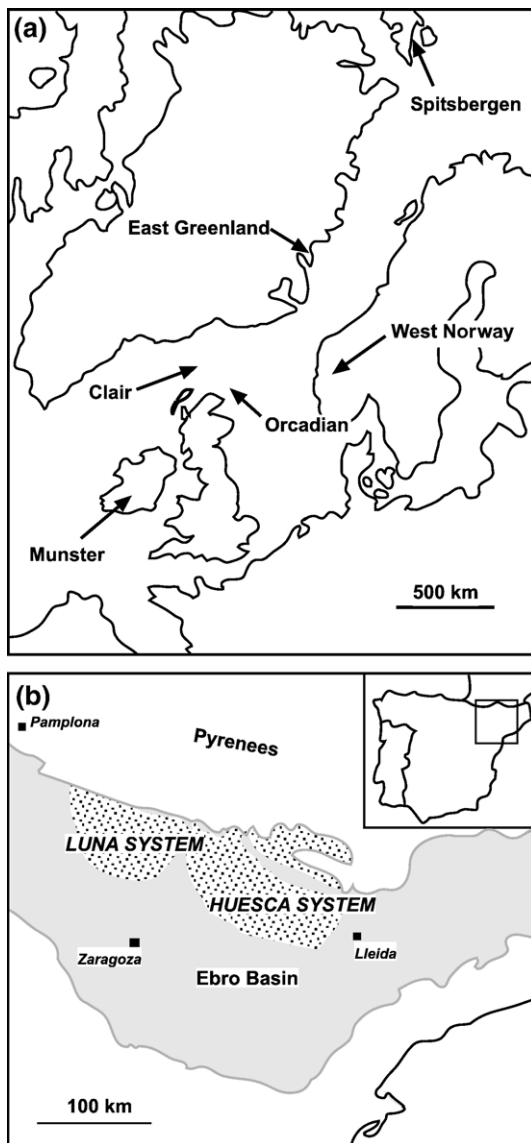 (a)
Spitsbergen
East Greenland
West Norway
Clair
Orcadian
Munster
500 km
(b)
Pamplona
Pyrenees
LUNA SYSTEM
HUESCA SYSTEM
Zaragoza
Lleida
Ebro Basin
100 km